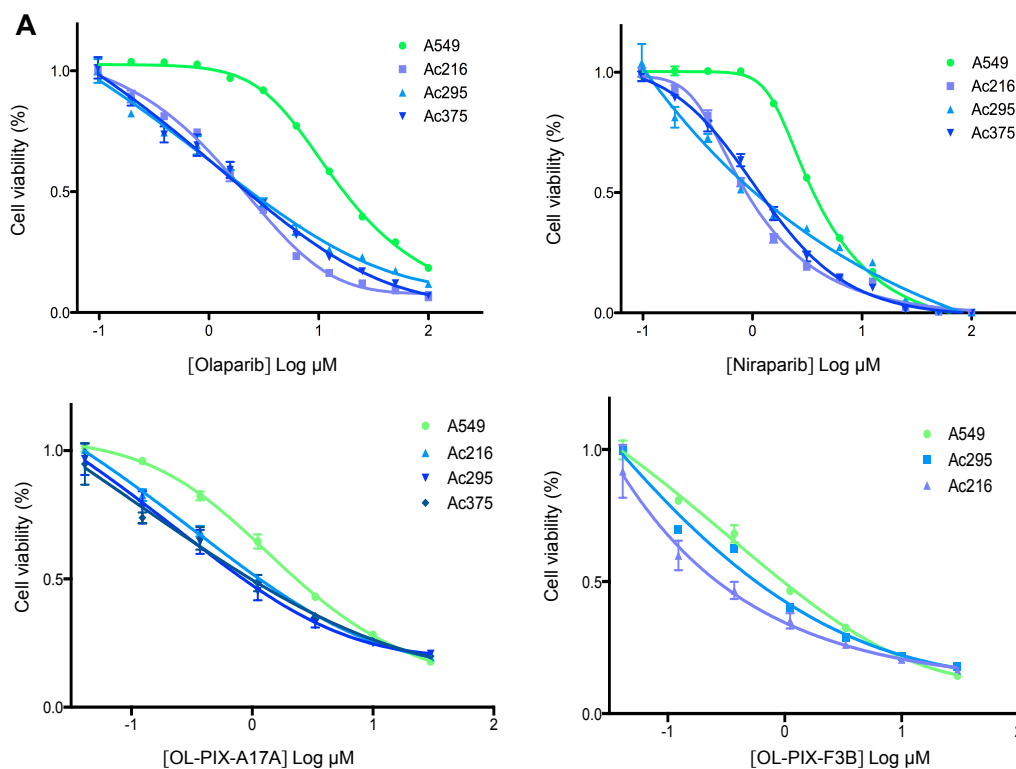 A
Cell viability (%)
1.0
0.5
0.0
-1 0 1 2
[Olaparib] Log µM
A549
Ac216
Ac295
Ac375
Cell viability (%)
1.0
0.5
0.0
-1 0 1 2
[Niraparib] Log µM
A549
Ac216
Ac295
Ac375
Cell viability (%)
1.0
0.5
0.0
-1 0 1 2
[OL-PIX-A17A] Log µM
A549
Ac216
Ac295
Ac375
Cell viability (%)
1.0
0.5
0.0
-1 0 1 2
[OL-PIX-F3B] Log µM
A549
Ac295
Ac216